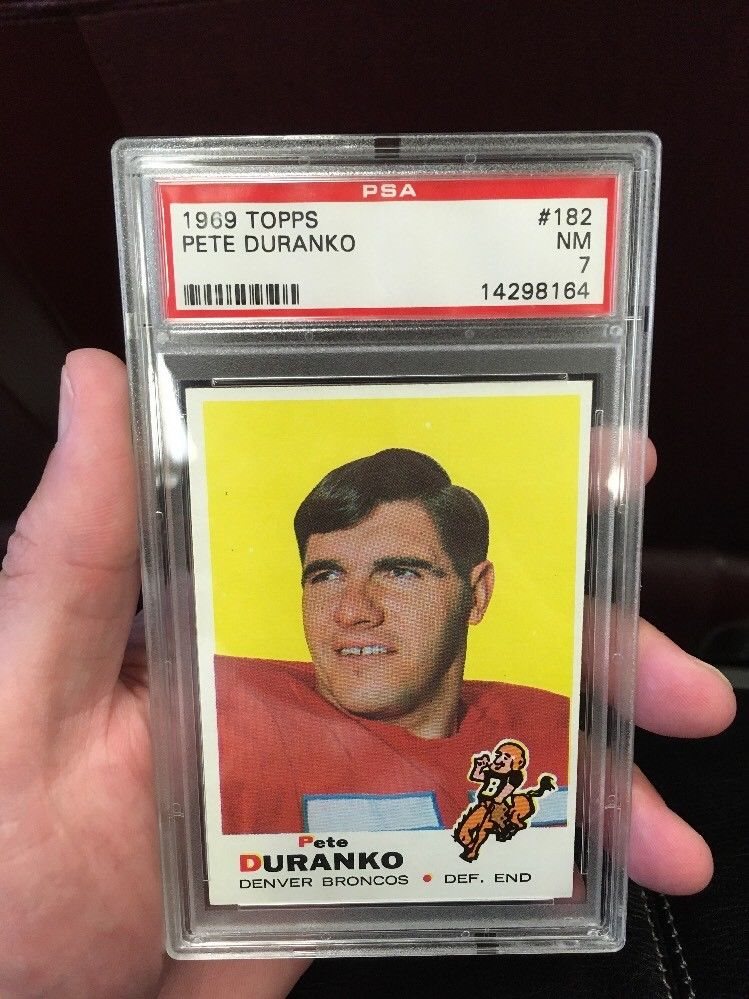 PSA
1969 TOPPS #182
PETE DURANKO NM
7
14298164
B
Pete
DURANKO
DENVER BRONCOS • DEF. END